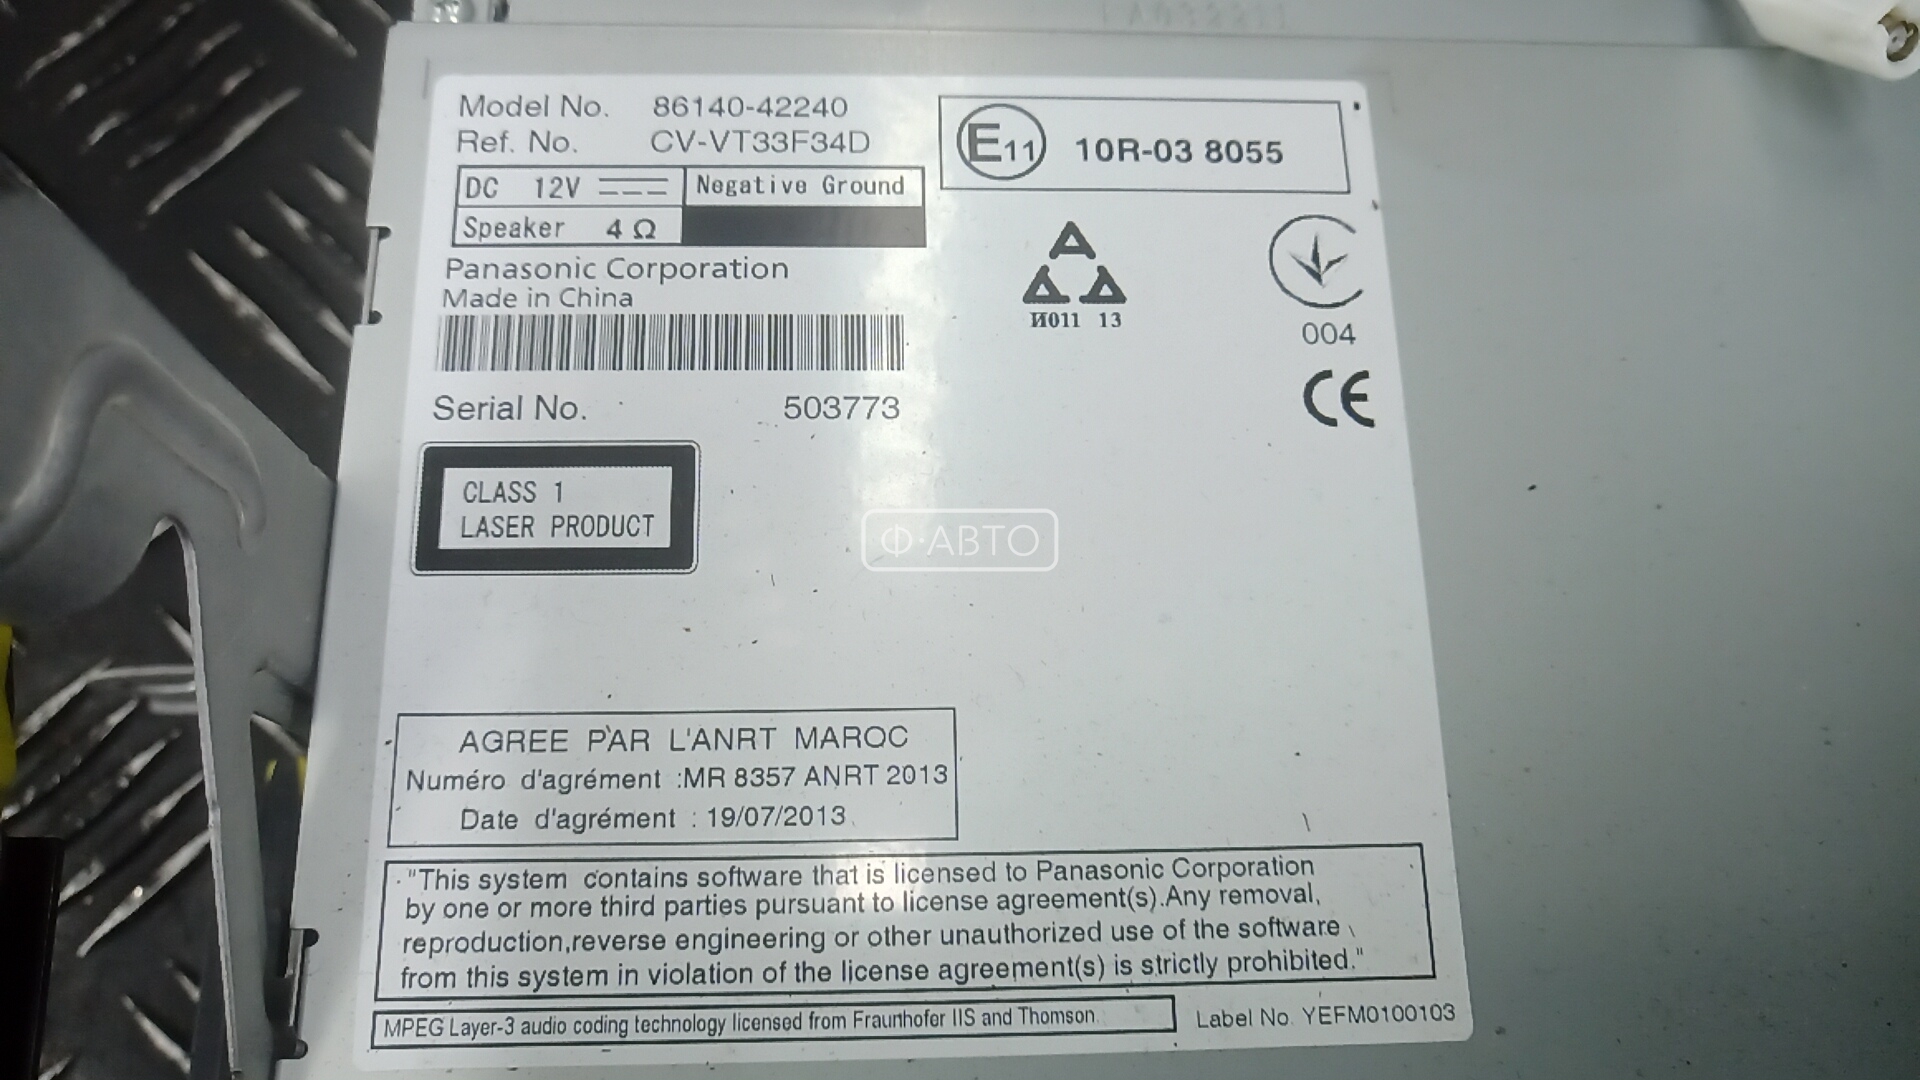 Model No. 86140-42240
Ref. No. CV-VT33F34D
DC 12V Negative Ground
Speaker 4 Ω
Panasonic Corporation
Made in China
Serial No. 503773
CLASS 1
LASER PRODUCT
E11 10R-03 8055
И011 13
004
CE
Ф·АВТО
AGREE PAR L'ANRT MAROC
Numéro d'agrément :MR 8357 ANRT 2013
Date d'agrément : 19/07/2013
"This system contains software that is licensed to Panasonic Corporation
by one or more third parties pursuant to license agreement(s).Any removal,
reproduction,reverse engineering or other unauthorized use of the software
from this system in violation of the license agreement(s) is strictly prohibited."
MPEG Layer-3 audio coding technology licensed from Fraunhofer IIS and Thomson.
Label No. YEFM0100103